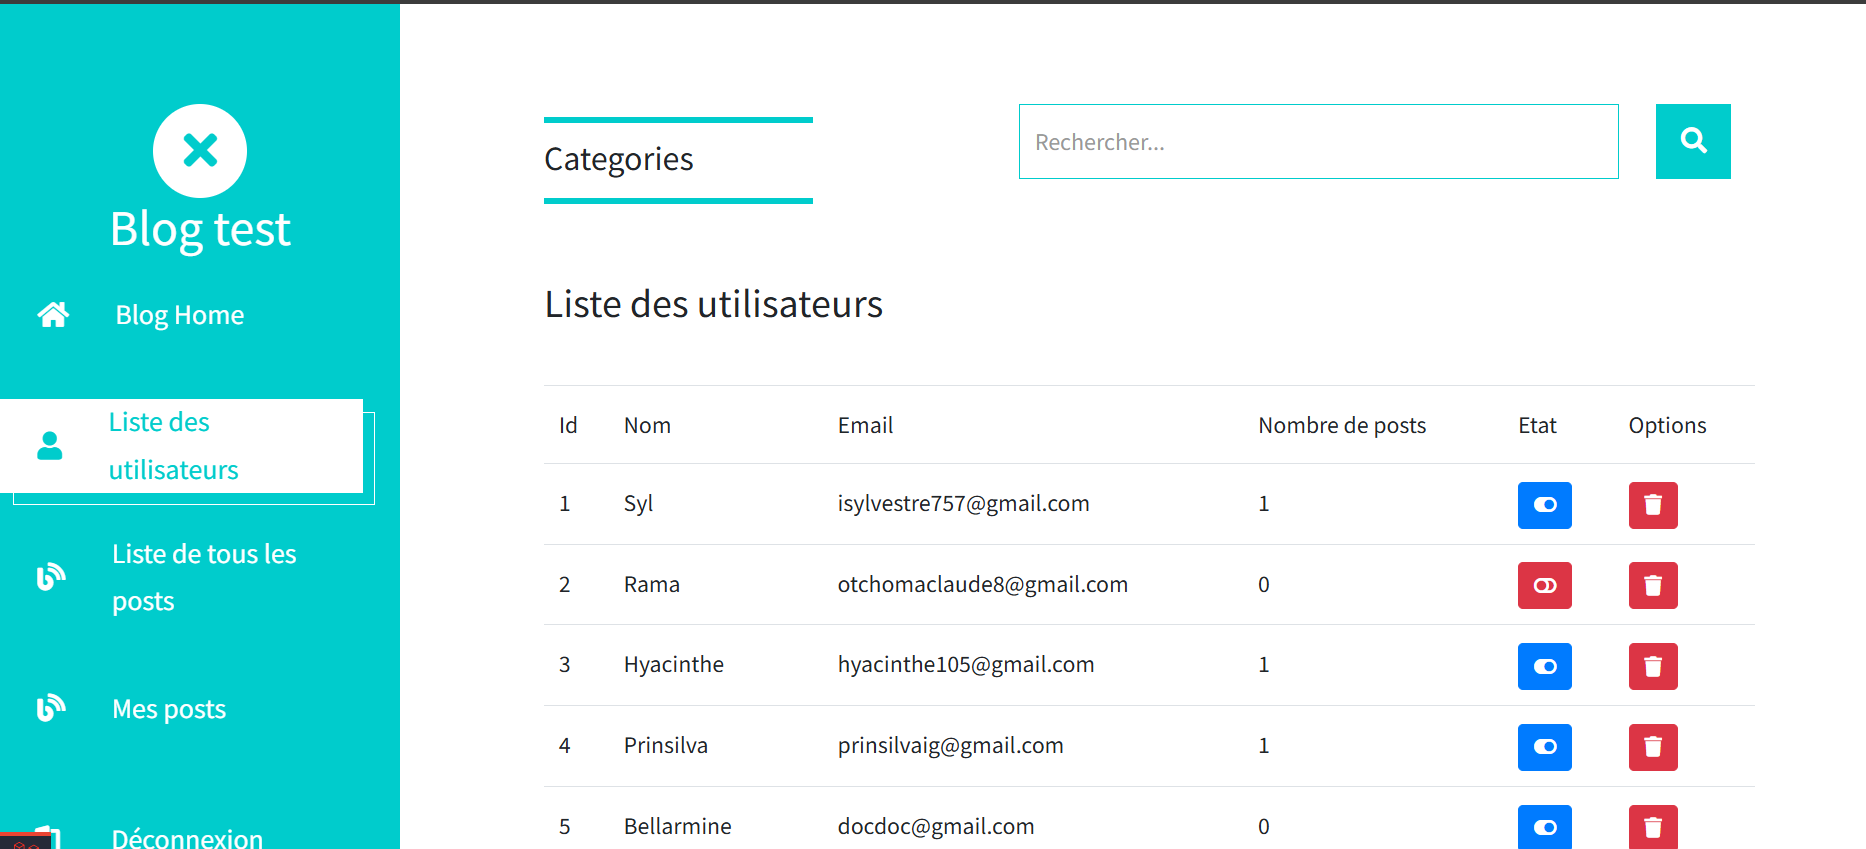 Blog test
Blog Home
Liste des
utilisateurs
Liste de tous les
posts
Mes posts
Déconnexion
Categories
Rechercher...
Liste des utilisateurs
Id Nom Email Nombre de posts Etat Options
1 Syl isylvestre757@gmail.com 1
2 Rama otchomaclaude8@gmail.com 0
3 Hyacinthe hyacinthe105@gmail.com 1
4 Prinsilva prinsilvaig@gmail.com 1
5 Bellarmine docdoc@gmail.com 0